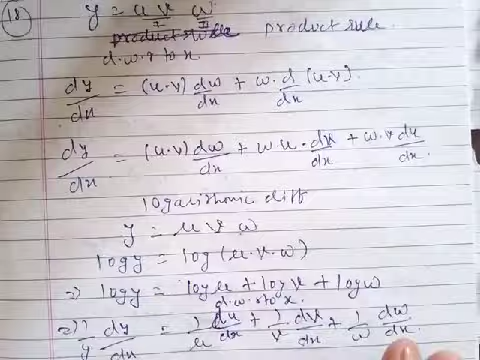 (18) y = u v w
I II
product rule
d·w·r to x
dy/dx = (u·v) dw/dx + w · d/dx (u·v).
dy/dx = (u·v) dw/dx + w u · dv/dx + w·v du/dx.
logarithmic diff
y = u v w
log y = log (u·v·w)
⇒ log y = log u + log v + log w
d·w·r to x.
⇒ 1/y dy/dx = 1/u du/dx + 1/v dv/dx + 1/w dw/dx.